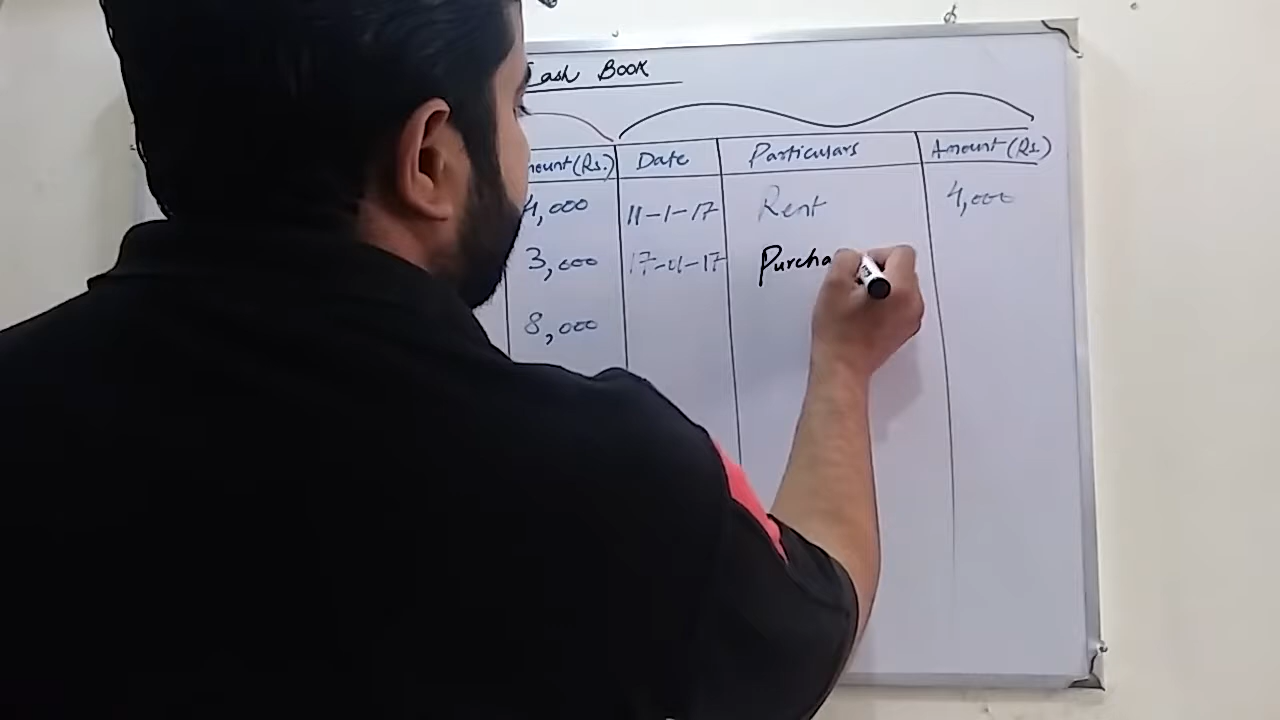 Cash Book
mount (Rs.) Date Particulars Amount (Rs.)
4,000 11-1-17 Rent 4,000
3,000 17-01-17 Purcha
8,000